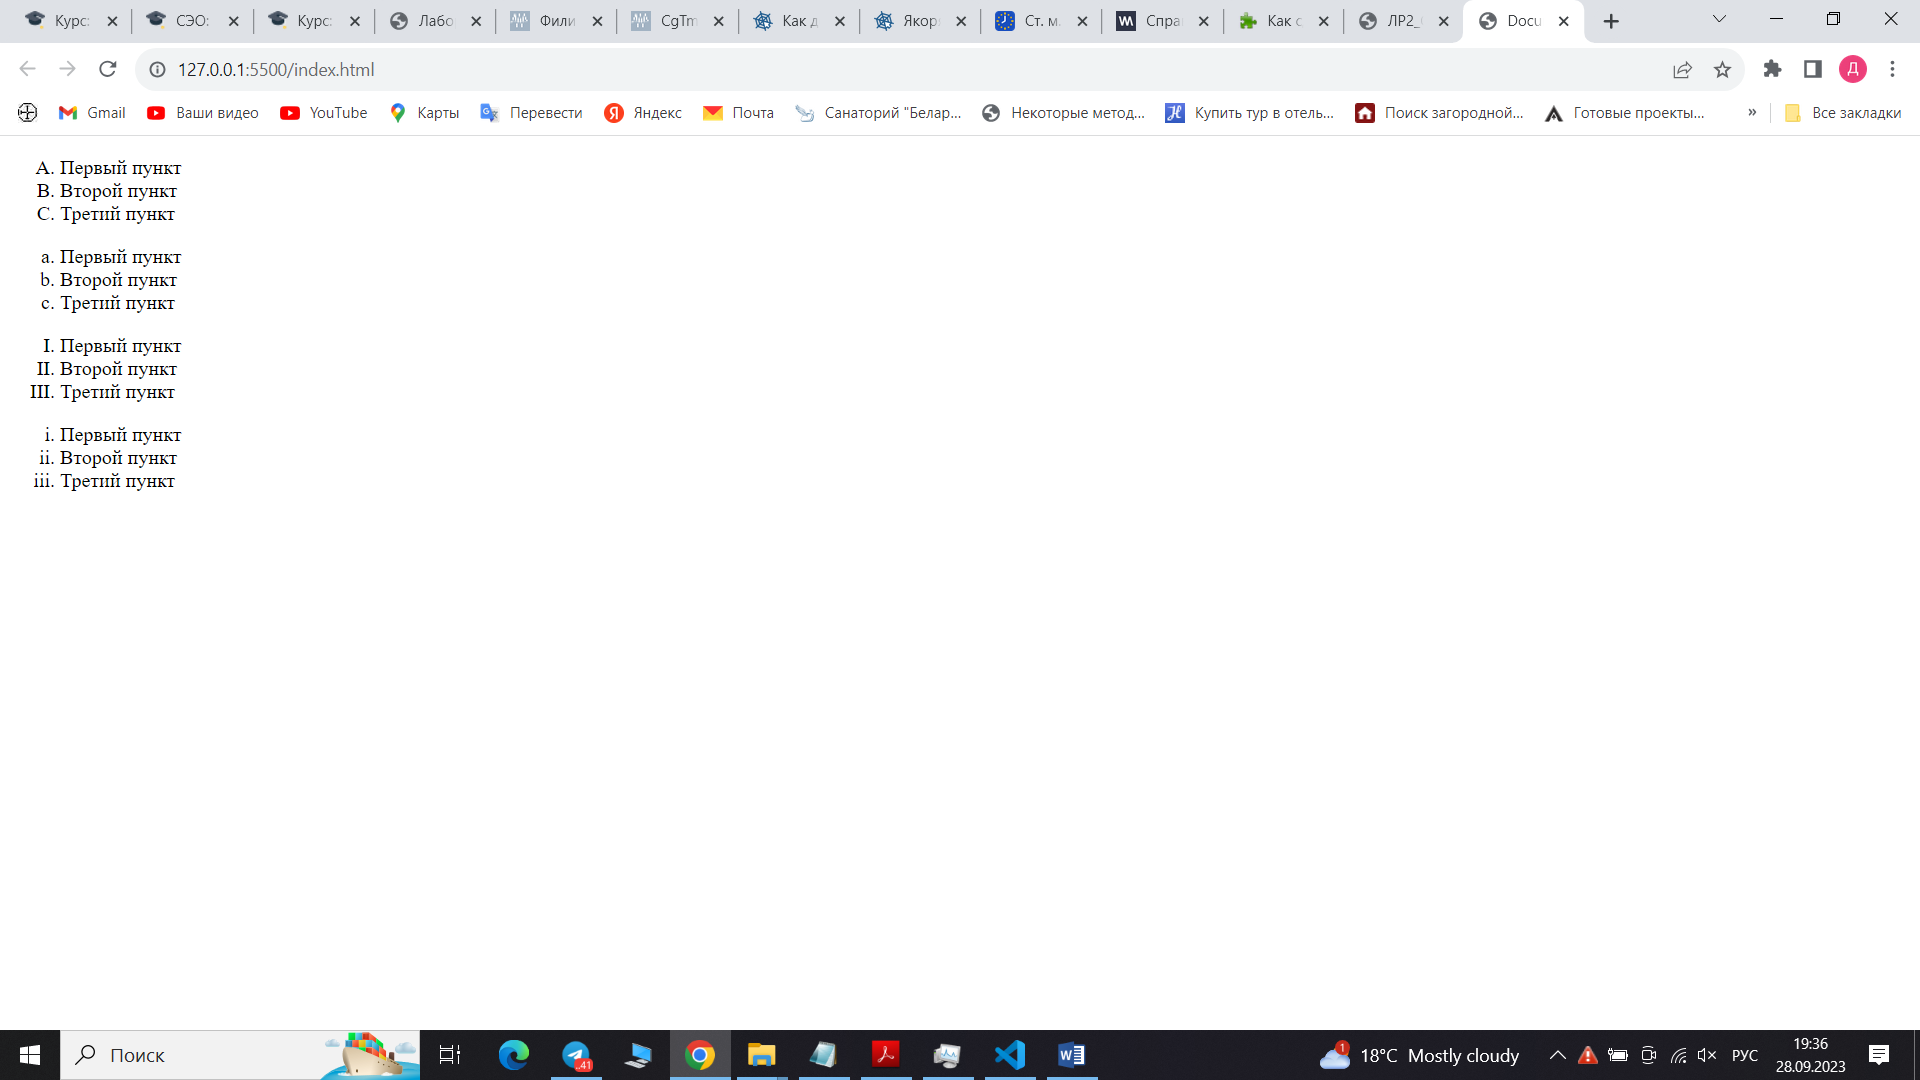 Курс: СЭО: Курс: Лабо Фили CgTm Как д Якор Ст. м. Спра Как с ЛР2_ Docu
127.0.0.1:5500/index.html Д
Gmail Ваши видео YouTube Карты Перевести Яндекс Почта Санаторий "Белар... Некоторые метод... Купить тур в отель... Поиск загородной... Готовые проекты... » Все закладки
A. Первый пункт
B. Второй пункт
C. Третий пункт
a. Первый пункт
b. Второй пункт
c. Третий пункт
I. Первый пункт
II. Второй пункт
III. Третий пункт
i. Первый пункт
ii. Второй пункт
iii. Третий пункт
Поиск ..41 1 18°C Mostly cloudy РУС 19:36
28.09.2023